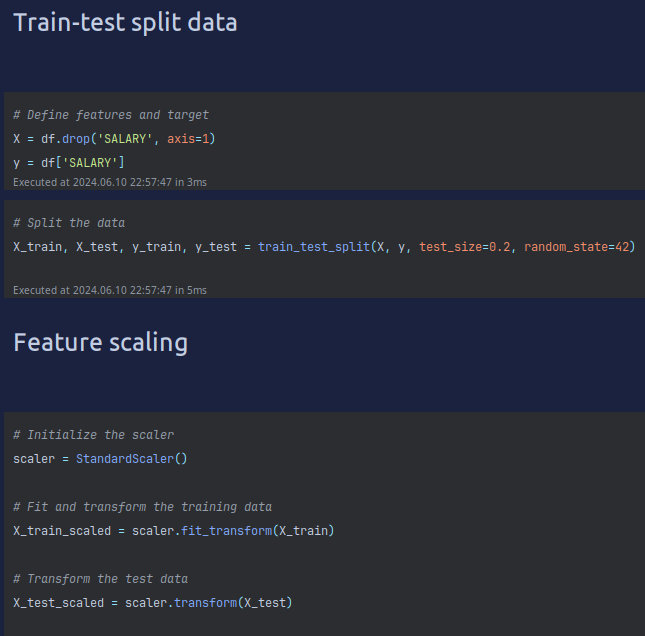 Train-test split data
# Define features and target
X = df.drop('SALARY', axis=1)
y = df['SALARY']
Executed at 2024.06.10 22:57:47 in 3ms
# Split the data
X_train, X_test, y_train, y_test = train_test_split(X, y, test_size=0.2, random_state=42)
Executed at 2024.06.10 22:57:47 in 5ms
Feature scaling
# Initialize the scaler
scaler = StandardScaler()
# Fit and transform the training data
X_train_scaled = scaler.fit_transform(X_train)
# Transform the test data
X_test_scaled = scaler.transform(X_test)